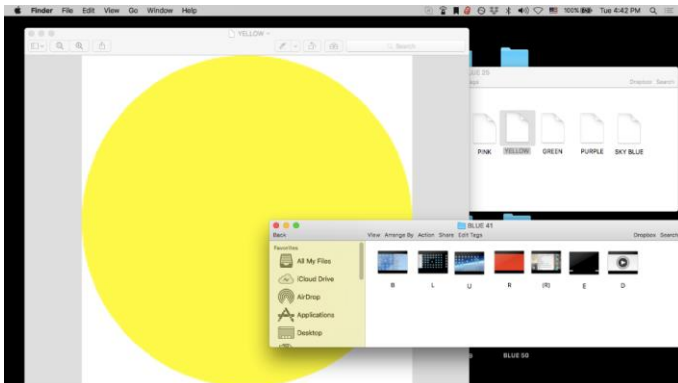 Finder File Edit View Go Window Help 100% Tue 4:42 PM
YELLOW
Search
BLUE 25
Tags Dropbox Search
PINK YELLOW GREEN PURPLE SKY BLUE
BLUE 41
Back View Arrange By Action Share Edit Tags Dropbox Search
Favorites
All My Files
iCloud Drive
AirDrop
Applications
Desktop
B L U R (R) E D
BLUE 50